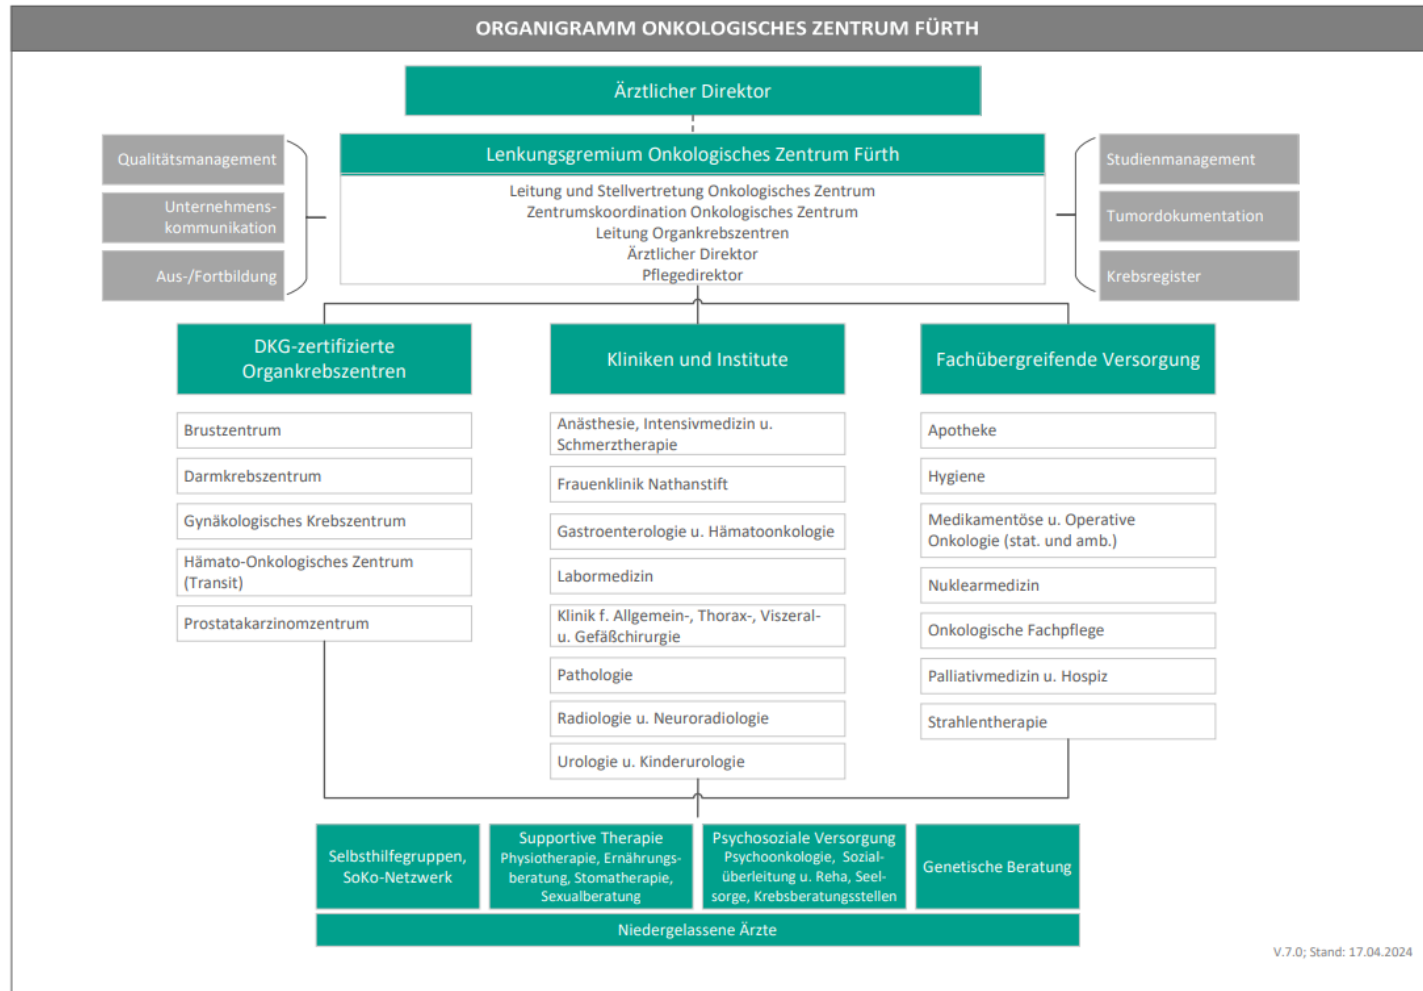 ORGANIGRAMM ONKOLOGISCHES ZENTRUM FÜRTH
Ärztlicher Direktor
Qualitätsmanagement
Unternehmens-
kommunikation
Aus-/Fortbildung
Lenkungsgremium Onkologisches Zentrum Fürth
Leitung und Stellvertretung Onkologisches Zentrum
Zentrumskoordination Onkologisches Zentrum
Leitung Organkrebszentren
Ärztlicher Direktor
Pflegedirektor
Studienmanagement
Tumordokumentation
Krebsregister
DKG-zertifizierte
Organkrebszentren
Brustzentrum
Darmkrebszentrum
Gynäkologisches Krebszentrum
Hämato-Onkologisches Zentrum
(Transit)
Prostatakarzinomzentrum
Kliniken und Institute
Anästhesie, Intensivmedizin u.
Schmerztherapie
Frauenklinik Nathanstift
Gastroenterologie u. Hämatoonkologie
Labormedizin
Klinik f. Allgemein-, Thorax-, Viszeral-
u. Gefäßchirurgie
Pathologie
Radiologie u. Neuroradiologie
Urologie u. Kinderurologie
Fachübergreifende Versorgung
Apotheke
Hygiene
Medikamentöse u. Operative
Onkologie (stat. und amb.)
Nuklearmedizin
Onkologische Fachpflege
Palliativmedizin u. Hospiz
Strahlentherapie
Selbsthilfegruppen,
SoKo-Netzwerk
Supportive Therapie
Physiotherapie, Ernährungs-
beratung, Stomatherapie,
Sexualberatung
Psychosoziale Versorgung
Psychoonkologie, Sozial-
überleitung u. Reha, Seel-
sorge, Krebsberatungsstellen
Genetische Beratung
Niedergelassene Ärzte
V.7.0; Stand: 17.04.2024